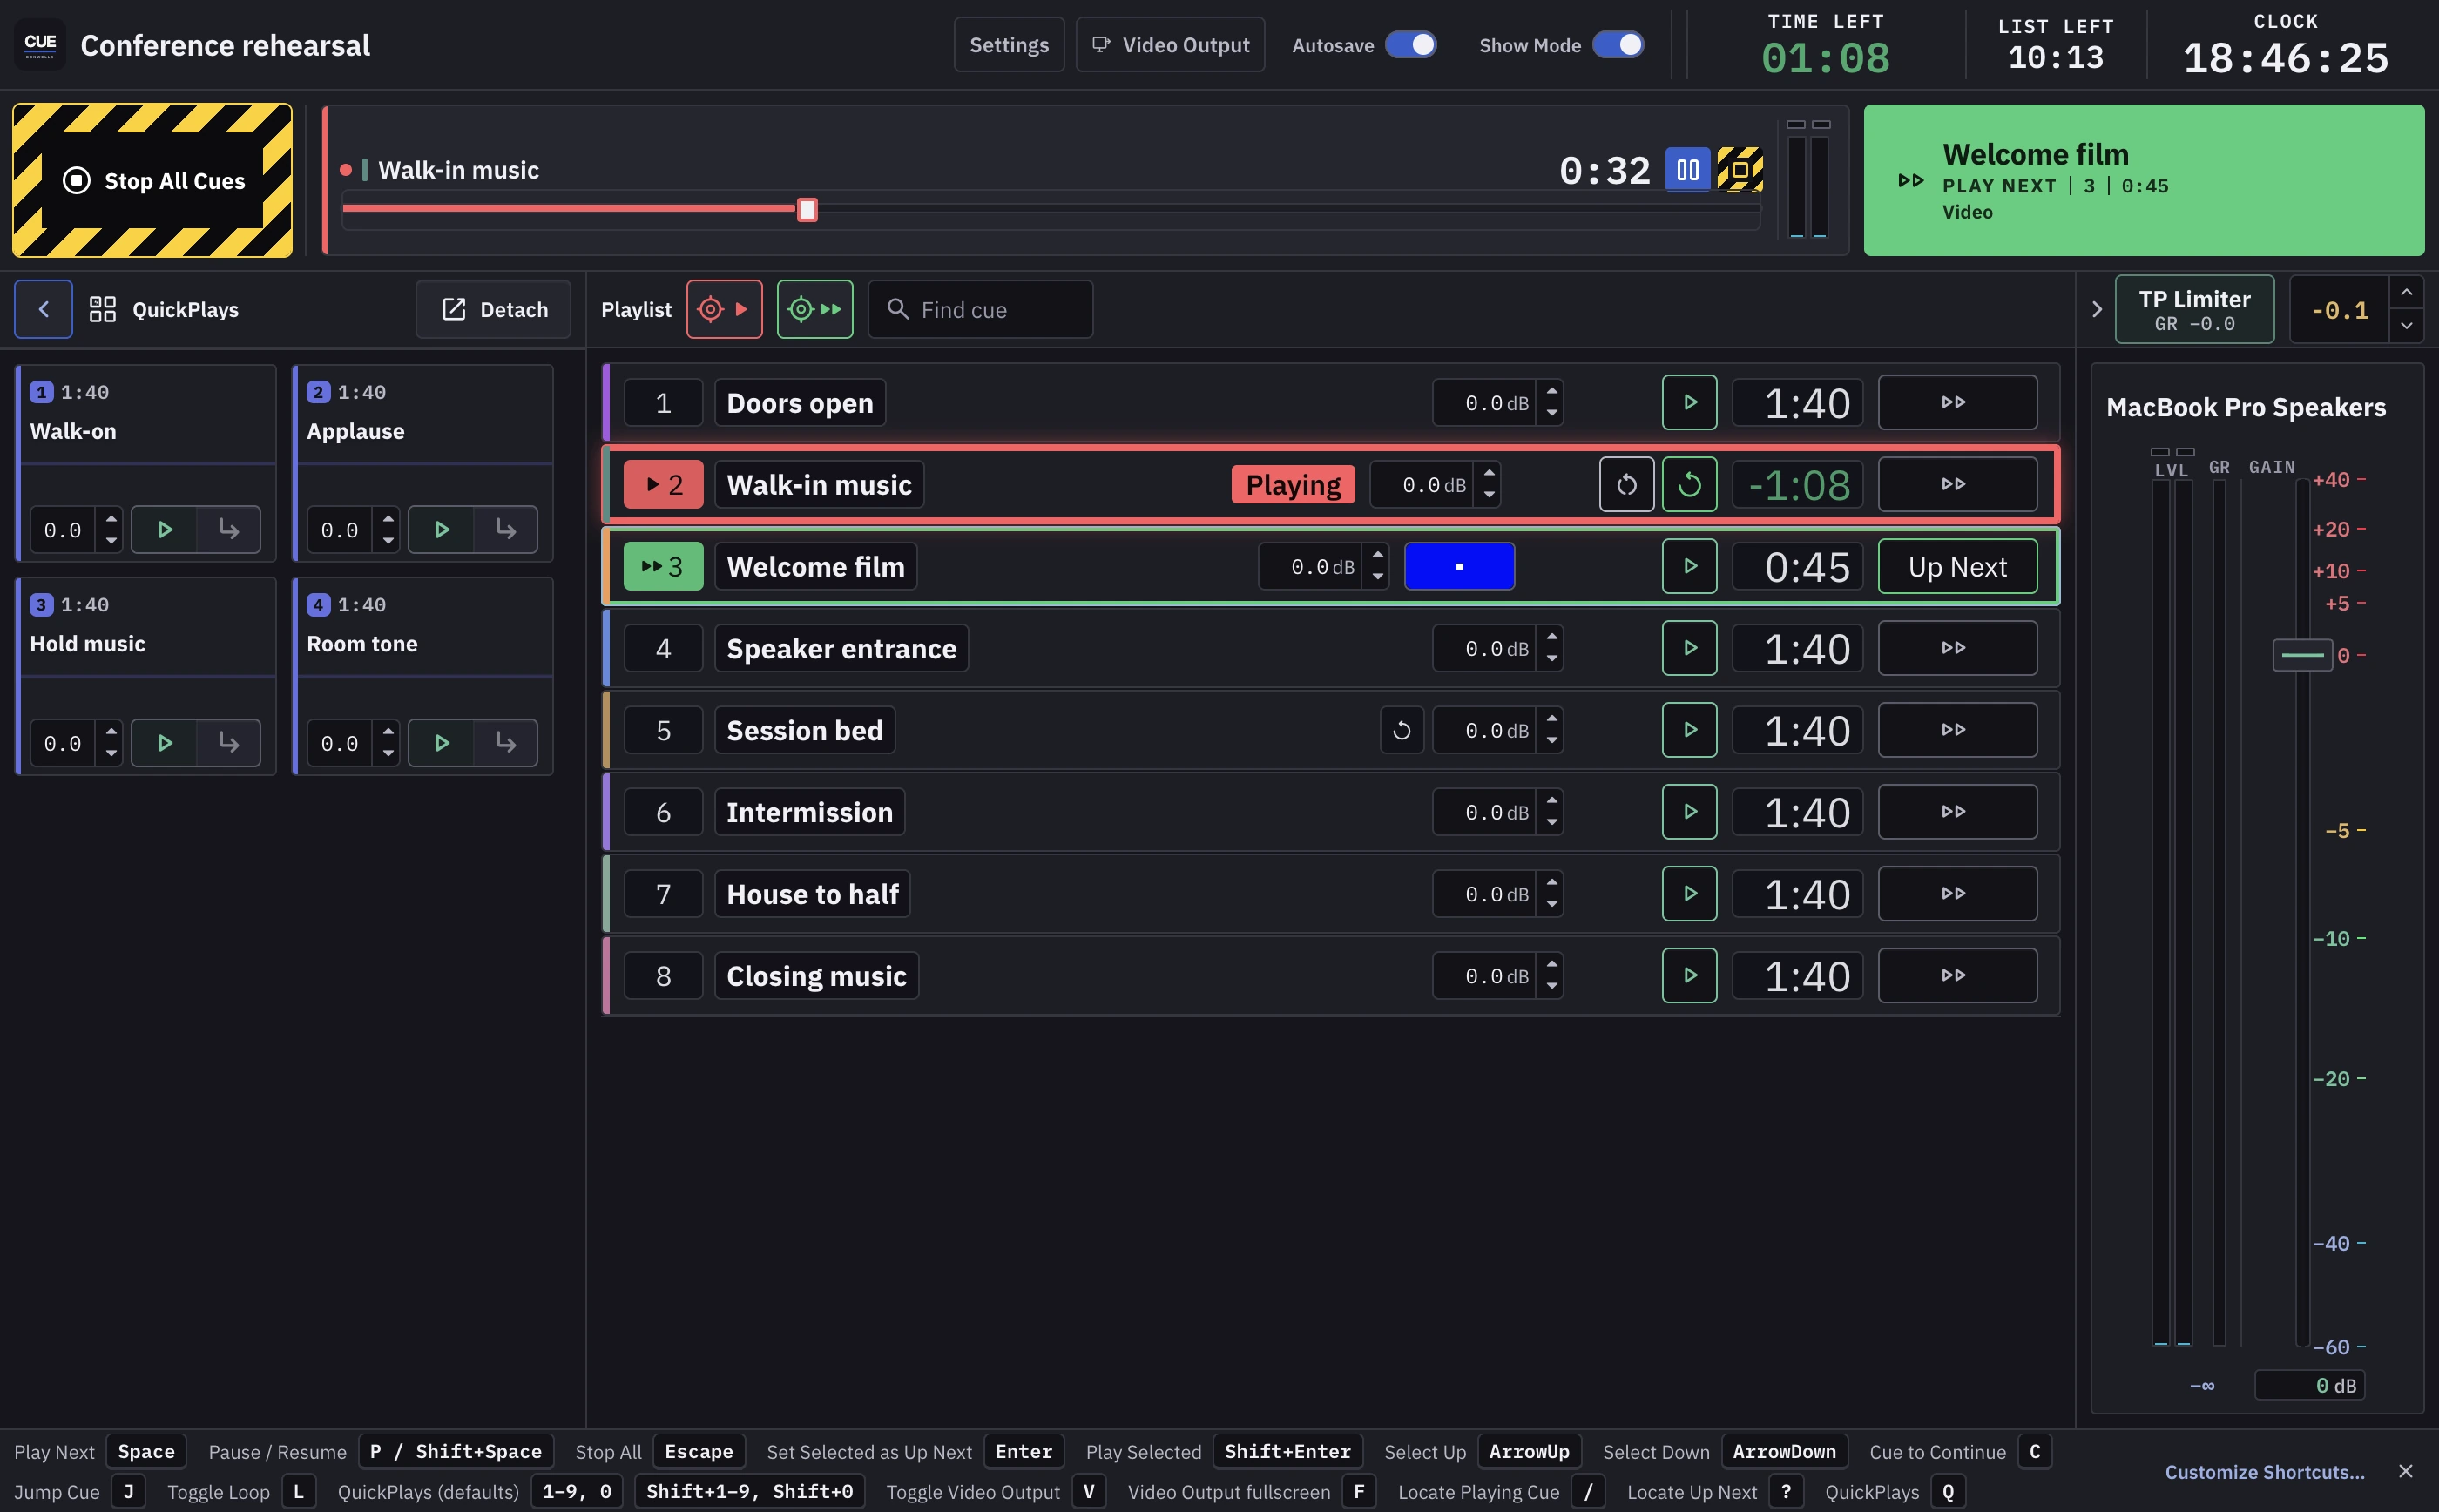 CUE
Conference rehearsal
Settings
Video Output
Autosave
Show Mode
TIME LEFT
01:08
LIST LEFT
10:13
CLOCK
18:46:25
Stop All Cues
Walk-in music
0:32
Welcome film
PLAY NEXT | 3 | 0:45
Video
QuickPlays
Detach
Playlist
Find cue
TP Limiter
GR −0.0
-0.1
1 1:40
Walk-on
0.0
2 1:40
Applause
0.0
3 1:40
Hold music
0.0
4 1:40
Room tone
0.0
1 Doors open 0.0 dB 1:40
2 Walk-in music Playing 0.0 dB -1:08
3 Welcome film 0.0 dB 0:45 Up Next
4 Speaker entrance 0.0 dB 1:40
5 Session bed 0.0 dB 1:40
6 Intermission 0.0 dB 1:40
7 House to half 0.0 dB 1:40
8 Closing music 0.0 dB 1:40
MacBook Pro Speakers
LVL GR GAIN
+40
+20
+10
+5
0
−5
−10
−20
−40
−60
−∞ 0 dB
Play Next Space Pause / Resume P / Shift+Space Stop All Escape Set Selected as Up Next Enter Play Selected Shift+Enter Select Up ArrowUp Select Down ArrowDown Cue to Continue C
Jump Cue J Toggle Loop L QuickPlays (defaults) 1–9, 0 Shift+1–9, Shift+0 Toggle Video Output V Video Output fullscreen F Locate Playing Cue / Locate Up Next ? QuickPlays Q
Customize Shortcuts...